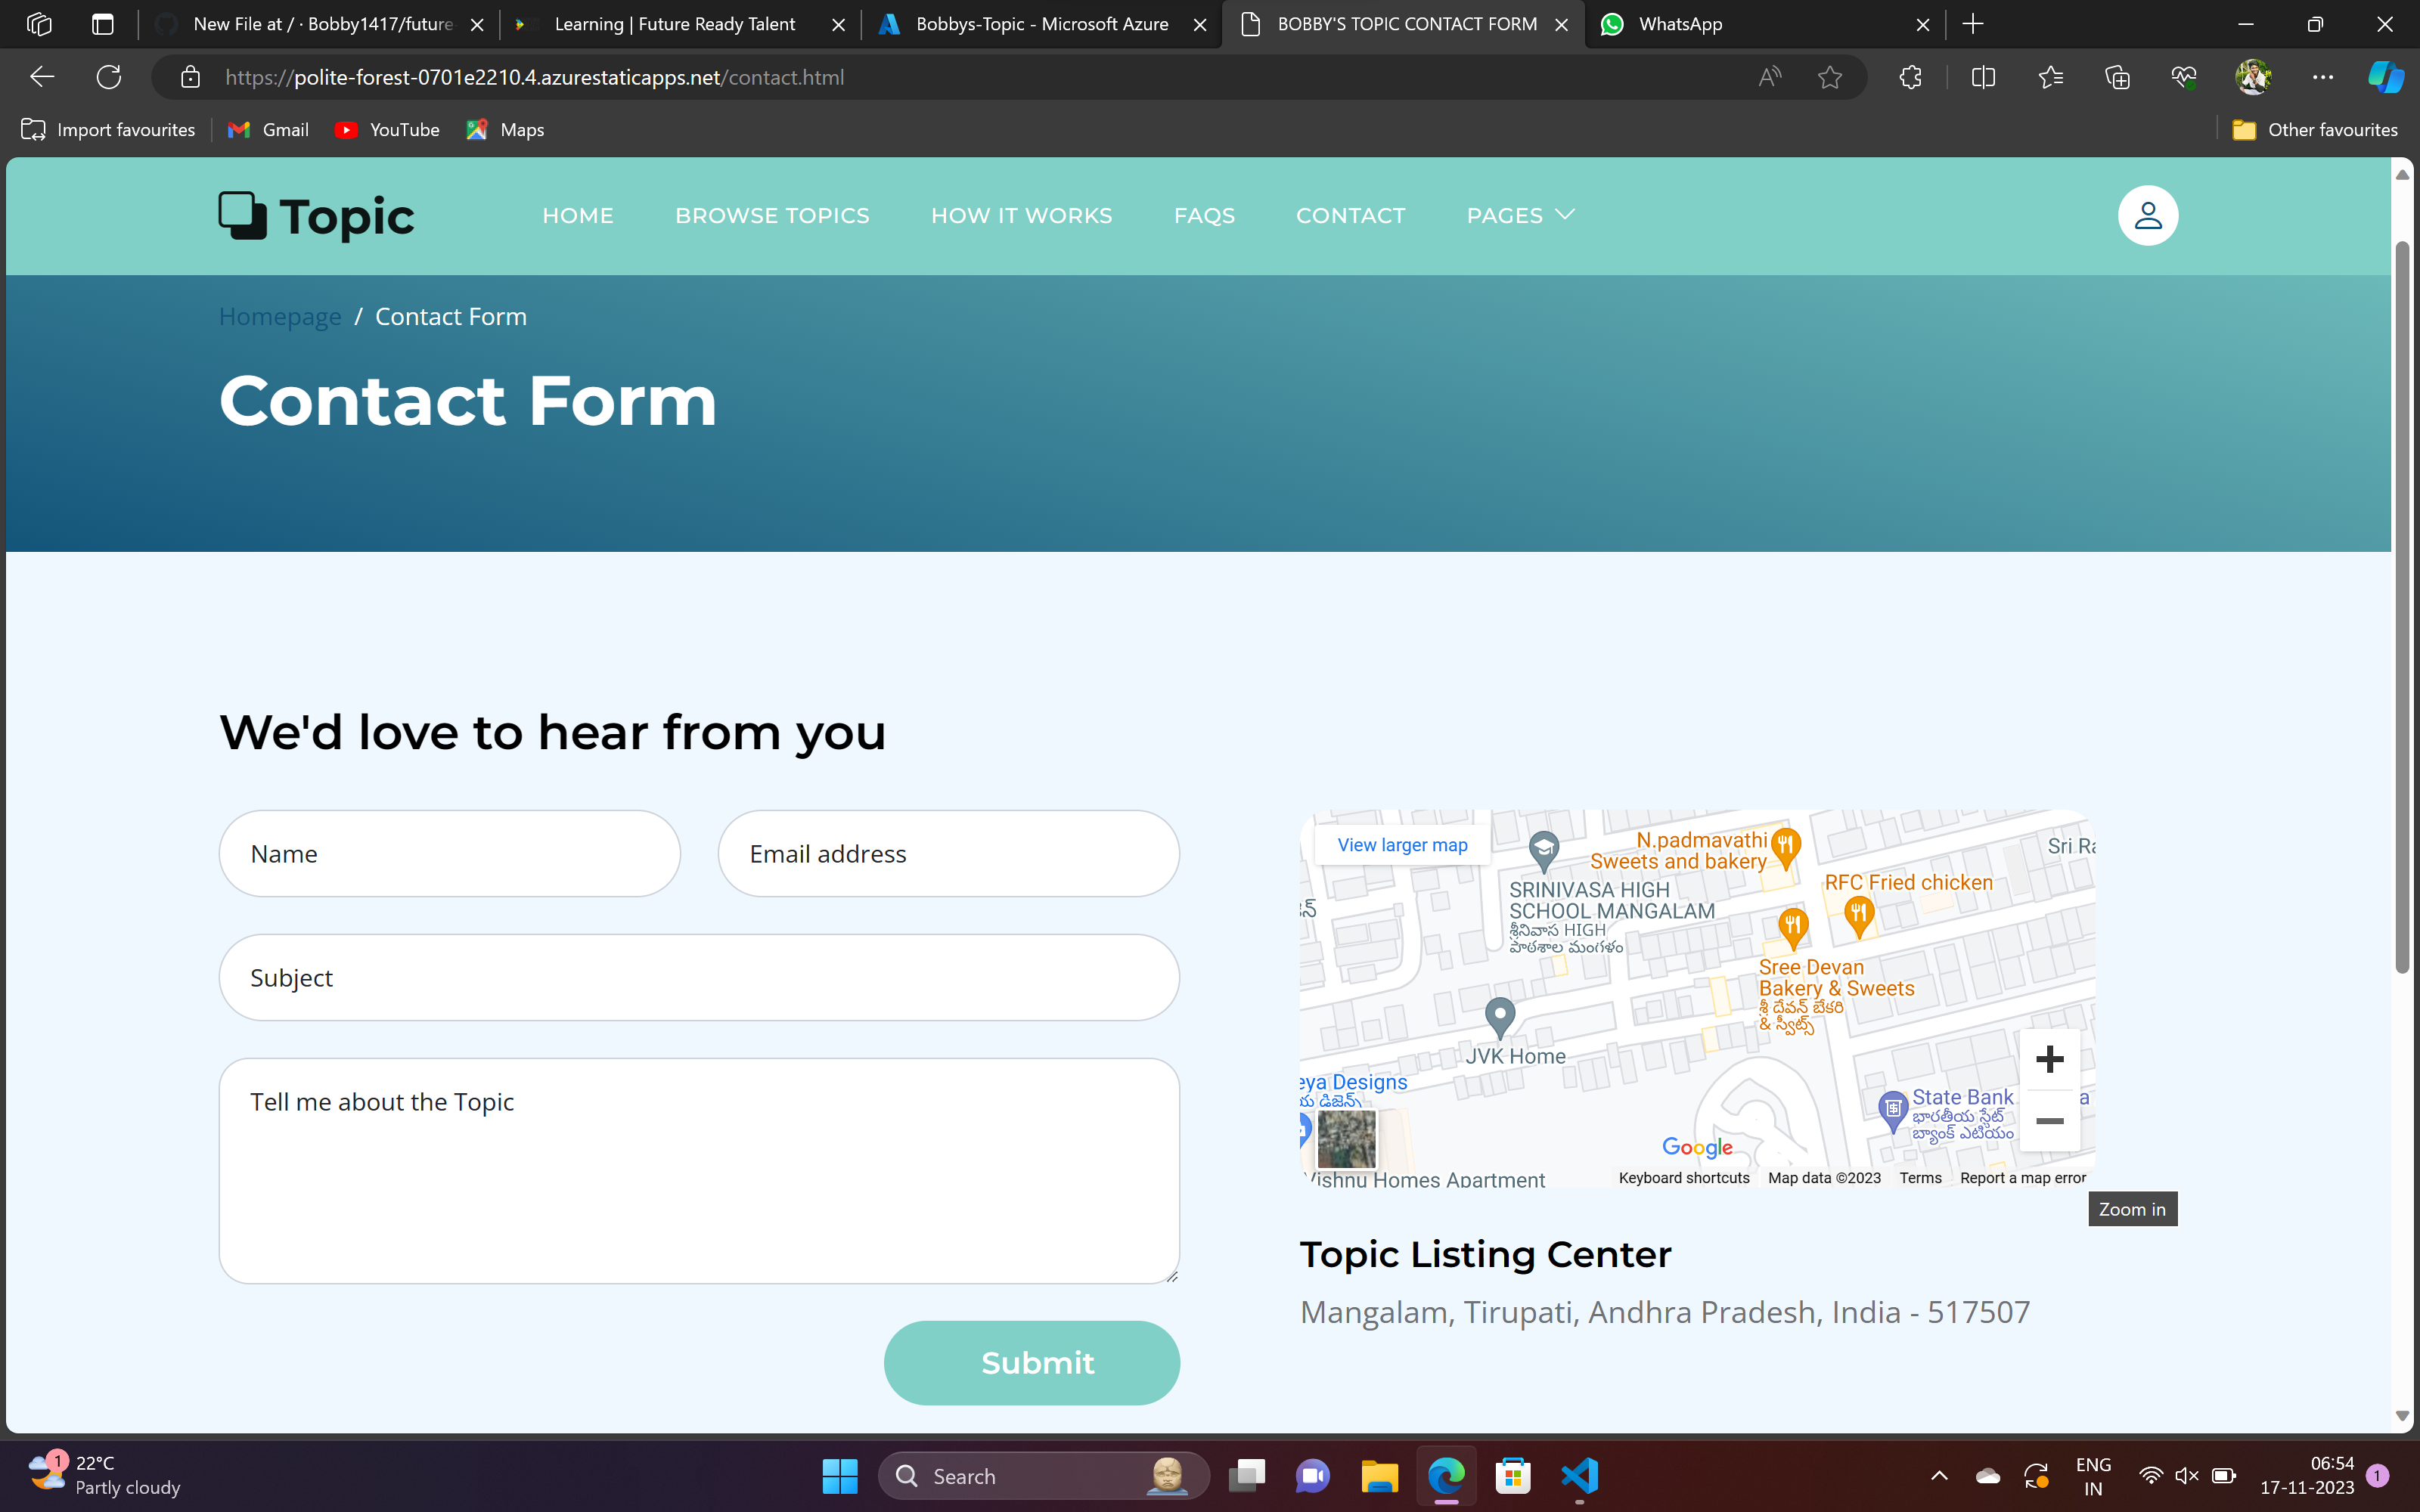 New File at / · Bobby1417/future-
Learning | Future Ready Talent
Bobbys-Topic - Microsoft Azure
BOBBY'S TOPIC CONTACT FORM
WhatsApp
https://polite-forest-0701e2210.4.azurestaticapps.net/contact.html
Import favourites
Gmail
YouTube
Maps
Other favourites
Topic
HOME
BROWSE TOPICS
HOW IT WORKS
FAQS
CONTACT
PAGES
Homepage / Contact Form
Contact Form
We'd love to hear from you
Name
Email address
Subject
Tell me about the Topic
Submit
View larger map
N.padmavathi
Sweets and bakery
Sri Ra
RFC Fried chicken
SRINIVASA HIGH
SCHOOL MANGALAM
శ్రీనివాస HIGH
పాఠశాల మంగళం
Sree Devan
Bakery & Sweets
శ్రీ దేవన్ బేకరి
& స్వీట్స్
JVK Home
eya Designs
య డిజైన్స్
State Bank
భారతీయ స్టేట్
బ్యాంక్ ఎటియం
Google
Vishnu Homes Apartment
Keyboard shortcuts
Map data ©2023
Terms
Report a map error
Zoom in
Topic Listing Center
Mangalam, Tirupati, Andhra Pradesh, India - 517507
1
22°C
Partly cloudy
Search
ENG
IN
06:54
17-11-2023
1